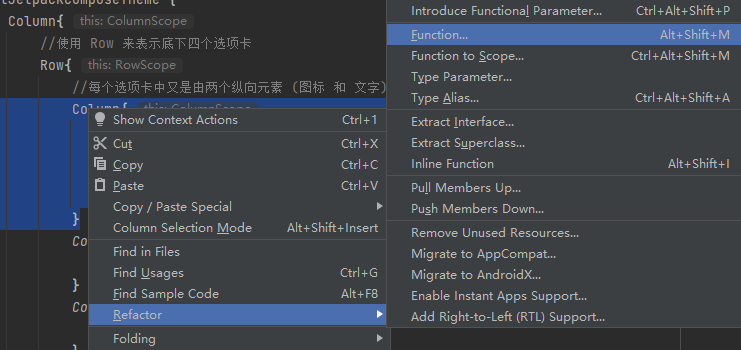 Column{ this: ColumnScope
//使用 Row 来表示底下四个选项卡
Row{ this: RowScope
//每个选项卡中又是由两个纵向元素 (图标 和 文字)
Column{ this: ColumnScope
}
Co
}
Co
}
Show Context Actions Ctrl+1
Cut Ctrl+X
Copy Ctrl+C
Paste Ctrl+V
Copy / Paste Special
Column Selection Mode Alt+Shift+Insert
Find in Files
Find Usages Ctrl+G
Find Sample Code Alt+F8
Refactor
Folding
Introduce Functional Parameter... Ctrl+Alt+Shift+P
Function... Alt+Shift+M
Function to Scope... Ctrl+Alt+Shift+M
Type Parameter...
Type Alias... Ctrl+Alt+Shift+A
Extract Interface...
Extract Superclass...
Inline Function Alt+Shift+I
Pull Members Up...
Push Members Down...
Remove Unused Resources...
Migrate to AppCompat...
Migrate to AndroidX...
Enable Instant Apps Support...
Add Right-to-Left (RTL) Support...